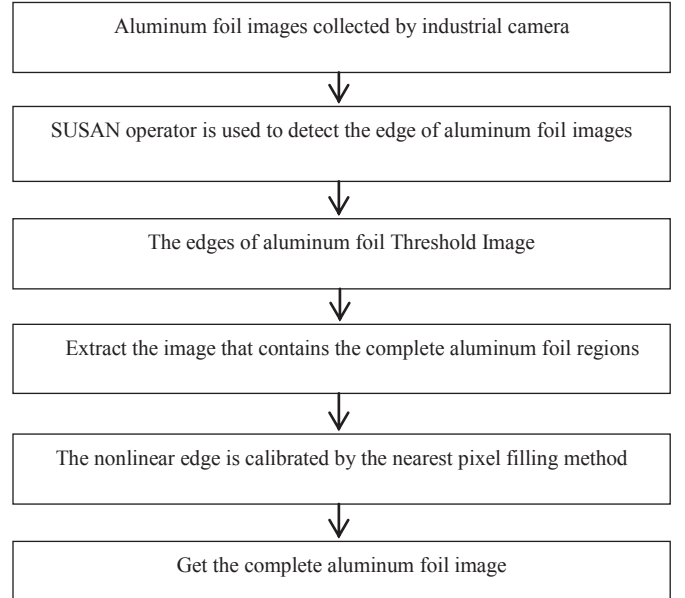 Aluminum foil images collected by industrial camera
SUSAN operator is used to detect the edge of aluminum foil images
The edges of aluminum foil Threshold Image
Extract the image that contains the complete aluminum foil regions
The nonlinear edge is calibrated by the nearest pixel filling method
Get the complete aluminum foil image